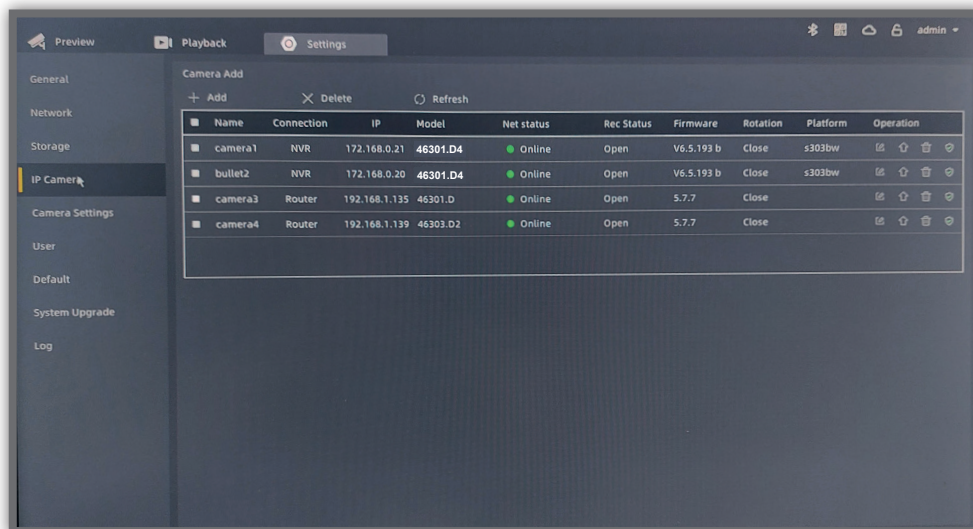 Preview Playback Settings admin
General
Network
Storage
IP Camera
Camera Settings
User
Default
System Upgrade
Log
Camera Add
Add Delete Refresh
Name Connection IP Model Net status Rec Status Firmware Rotation Platform Operation
camera1 NVR 172.168.0.21 46301.D4 Online Open V6.5.193 b Close s303bw
bullet2 NVR 172.168.0.20 46301.D4 Online Open V6.5.193 b Close s303bw
camera3 Router 192.168.1.135 46301.D Online Open 5.7.7 Close
camera4 Router 192.168.1.139 46303.D2 Online Open 5.7.7 Close